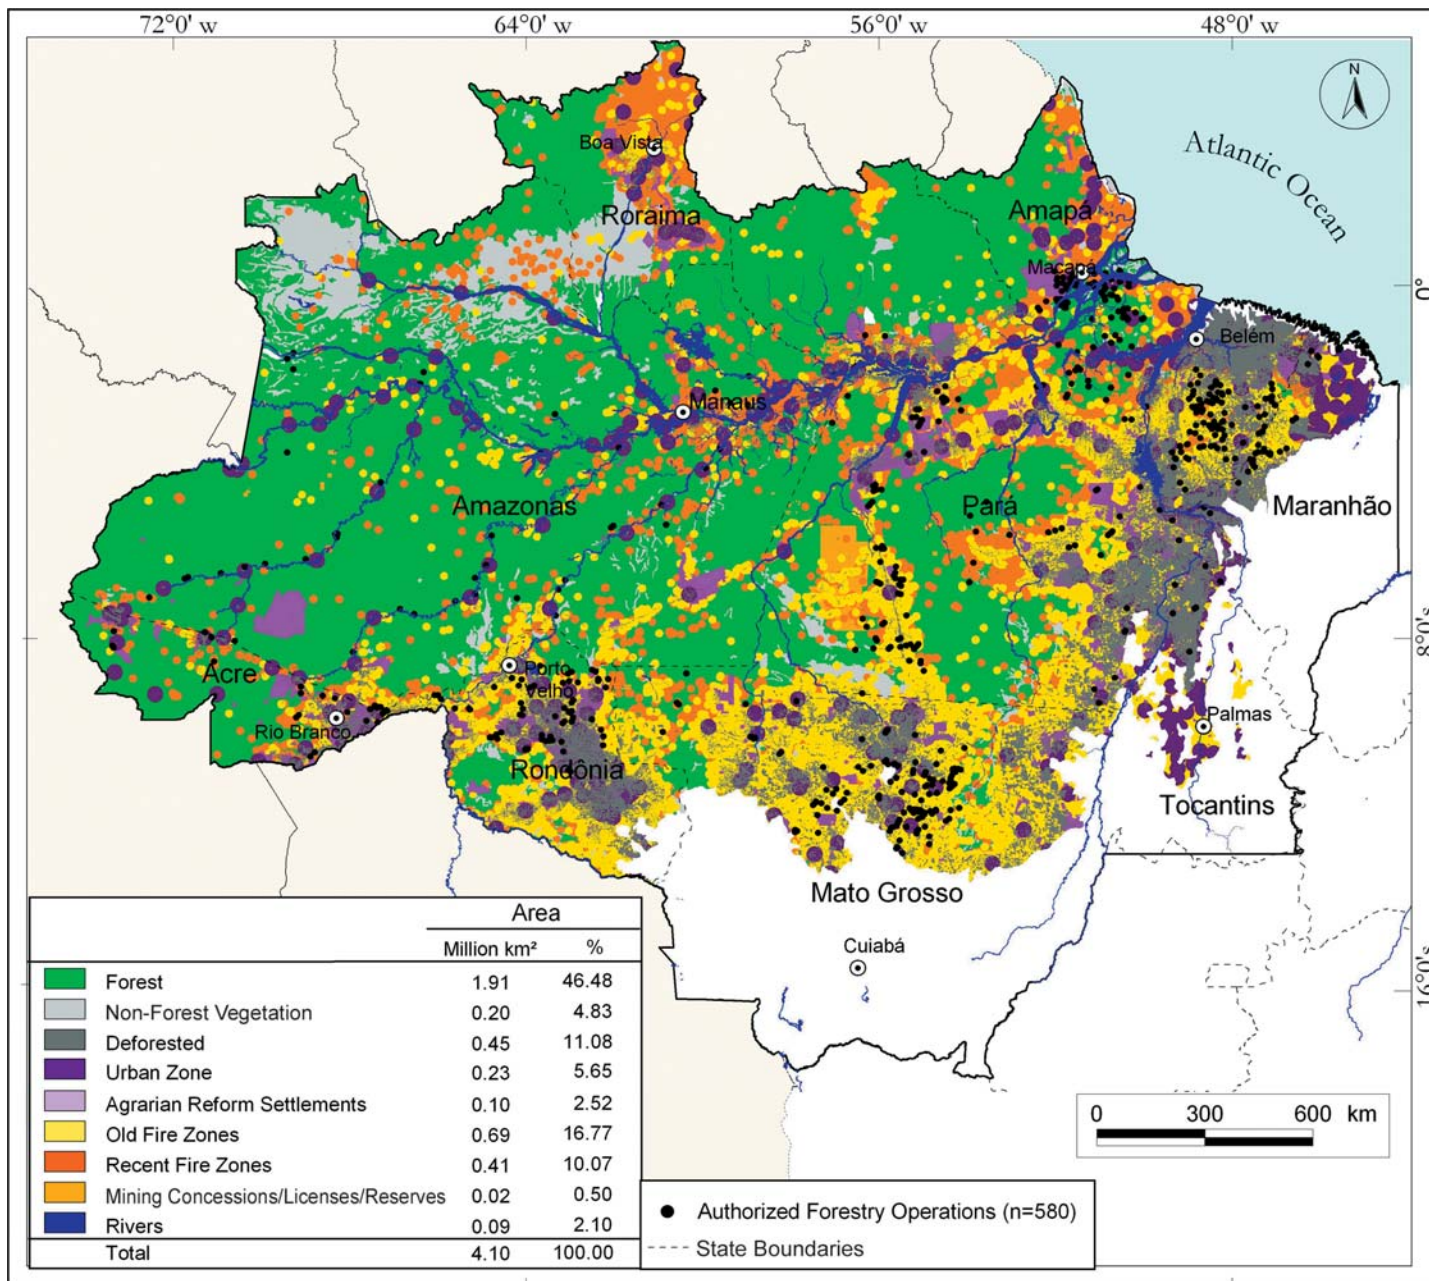 72°0' w 64°0' w 56°0' w 48°0' w
N
Atlantic Ocean
Boa Vista
Roraima
Amapá
Macapá
0°
Belém
Manaus
Amazonas
Pará
Maranhão
8°0's
Acre
Porto
Velho
Rio Branco
Palmas
Rondônia
Tocantins
Mato Grosso
Cuiabá
16°0's
Area
Million km² %
Forest 1.91 46.48
Non-Forest Vegetation 0.20 4.83
Deforested 0.45 11.08
Urban Zone 0.23 5.65
Agrarian Reform Settlements 0.10 2.52
Old Fire Zones 0.69 16.77
Recent Fire Zones 0.41 10.07
Mining Concessions/Licenses/Reserves 0.02 0.50
Rivers 0.09 2.10
Total 4.10 100.00
0 300 600 km
Authorized Forestry Operations (n=580)
State Boundaries